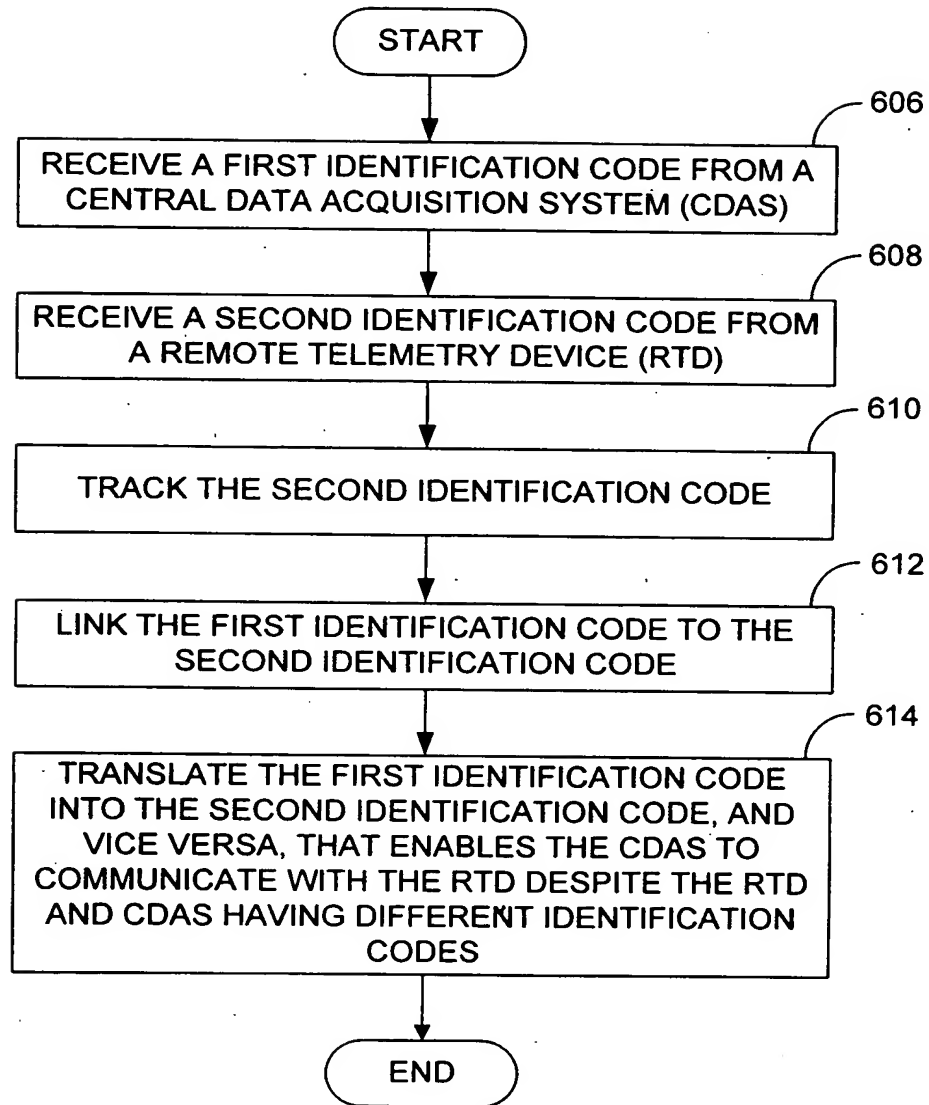 START
606
RECEIVE A FIRST IDENTIFICATION CODE FROM A
CENTRAL DATA ACQUISITION SYSTEM (CDAS)
608
RECEIVE A SECOND IDENTIFICATION CODE FROM
A REMOTE TELEMETRY DEVICE (RTD)
610
TRACK THE SECOND IDENTIFICATION CODE
612
LINK THE FIRST IDENTIFICATION CODE TO THE
SECOND IDENTIFICATION CODE
614
TRANSLATE THE FIRST IDENTIFICATION CODE
INTO THE SECOND IDENTIFICATION CODE, AND
VICE VERSA, THAT ENABLES THE CDAS TO
COMMUNICATE WITH THE RTD DESPITE THE RTD
AND CDAS HAVING DIFFERENT IDENTIFICATION
CODES
END